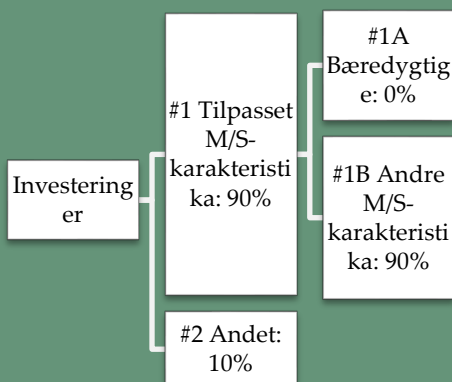 Investering
er
#1 Tilpasset
M/S-
karakteristi
ka: 90%
#2 Andet:
10%
#1A
Bæredygtig
e: 0%
#1B Andre
M/S-
karakteristi
ka: 90%